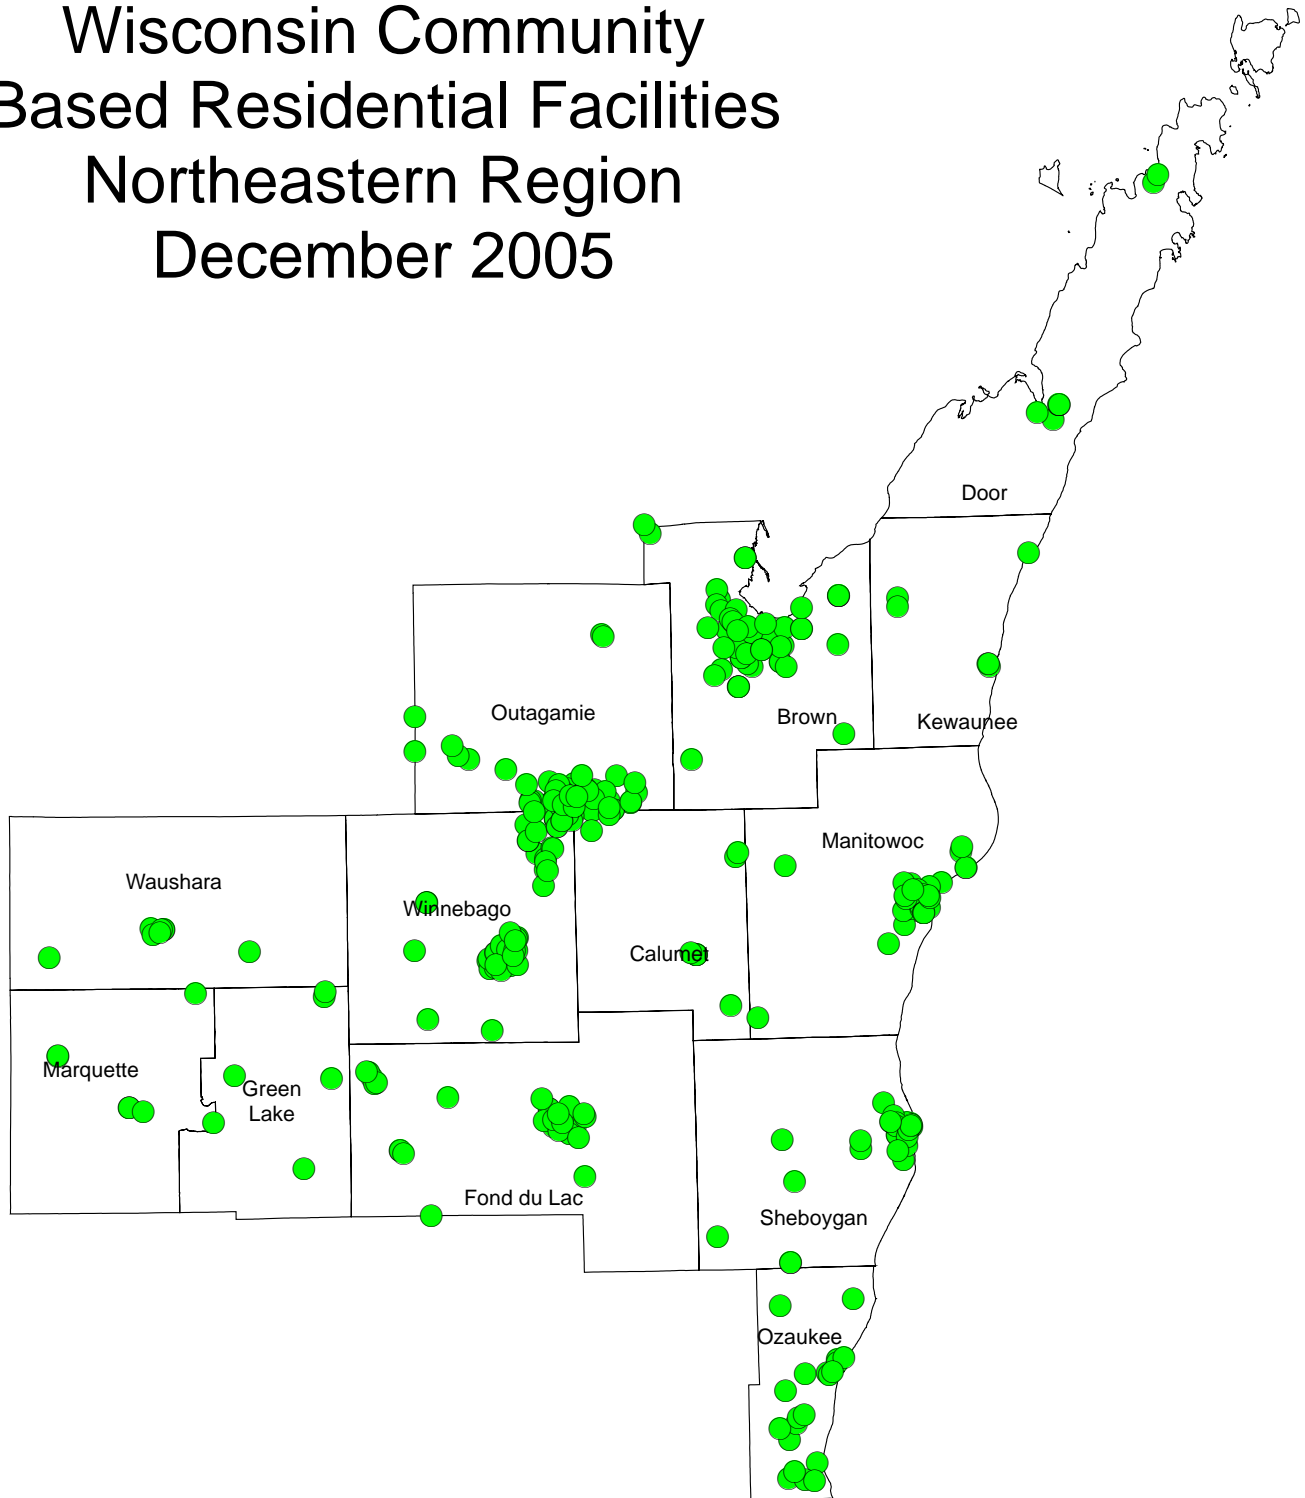 Wisconsin Community
Based Residential Facilities
Northeastern Region
December 2005
Door
Outagamie
Brown
Kewaunee
Manitowoc
Waushara
Winnebago
Calumet
Marquette
Green
Lake
Fond du Lac
Sheboygan
Ozaukee